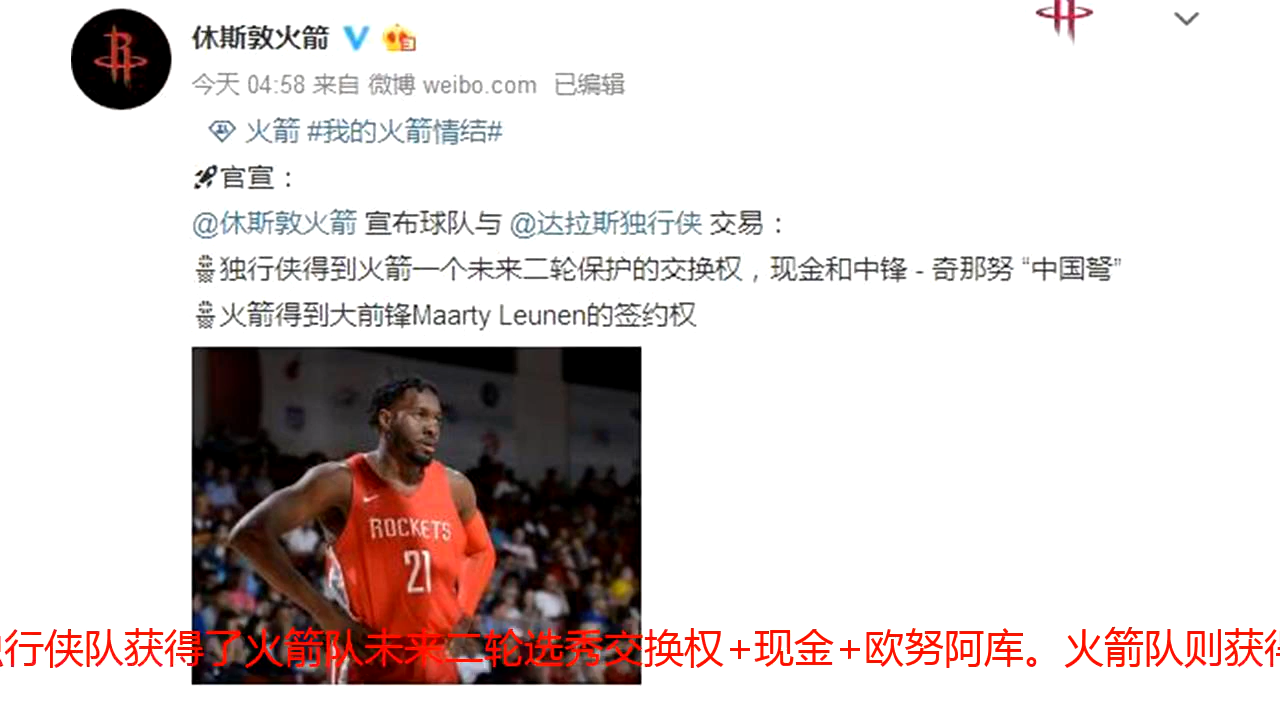 休斯敦火箭
今天 04:58 来自 微博 weibo.com 已编辑
火箭 #我的火箭情结#
官宣：
@休斯敦火箭 宣布球队与 @达拉斯独行侠 交易：
独行侠得到火箭一个未来二轮保护的交换权，现金和中锋 - 奇那努 “中国弩”
火箭得到大前锋Maarty Leunen的签约权
ROCKETS
21
行侠队获得了火箭队未来二轮选秀交换权+现金+欧努阿库。火箭队则获得